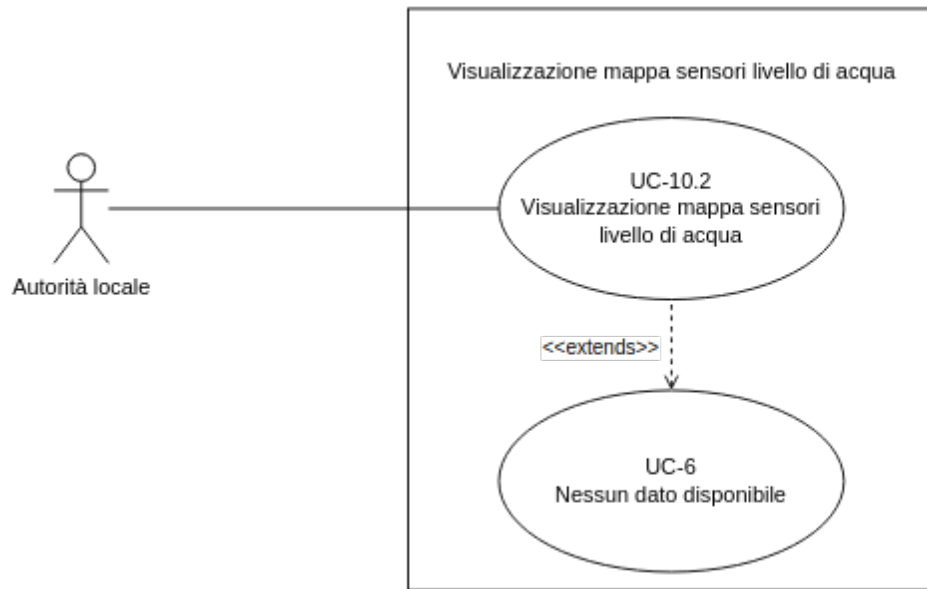 Visualizzazione mappa sensori livello di acqua
UC-10.2
Visualizzazione mappa sensori
livello di acqua
Autorità locale
<<extends>>
UC-6
Nessun dato disponibile